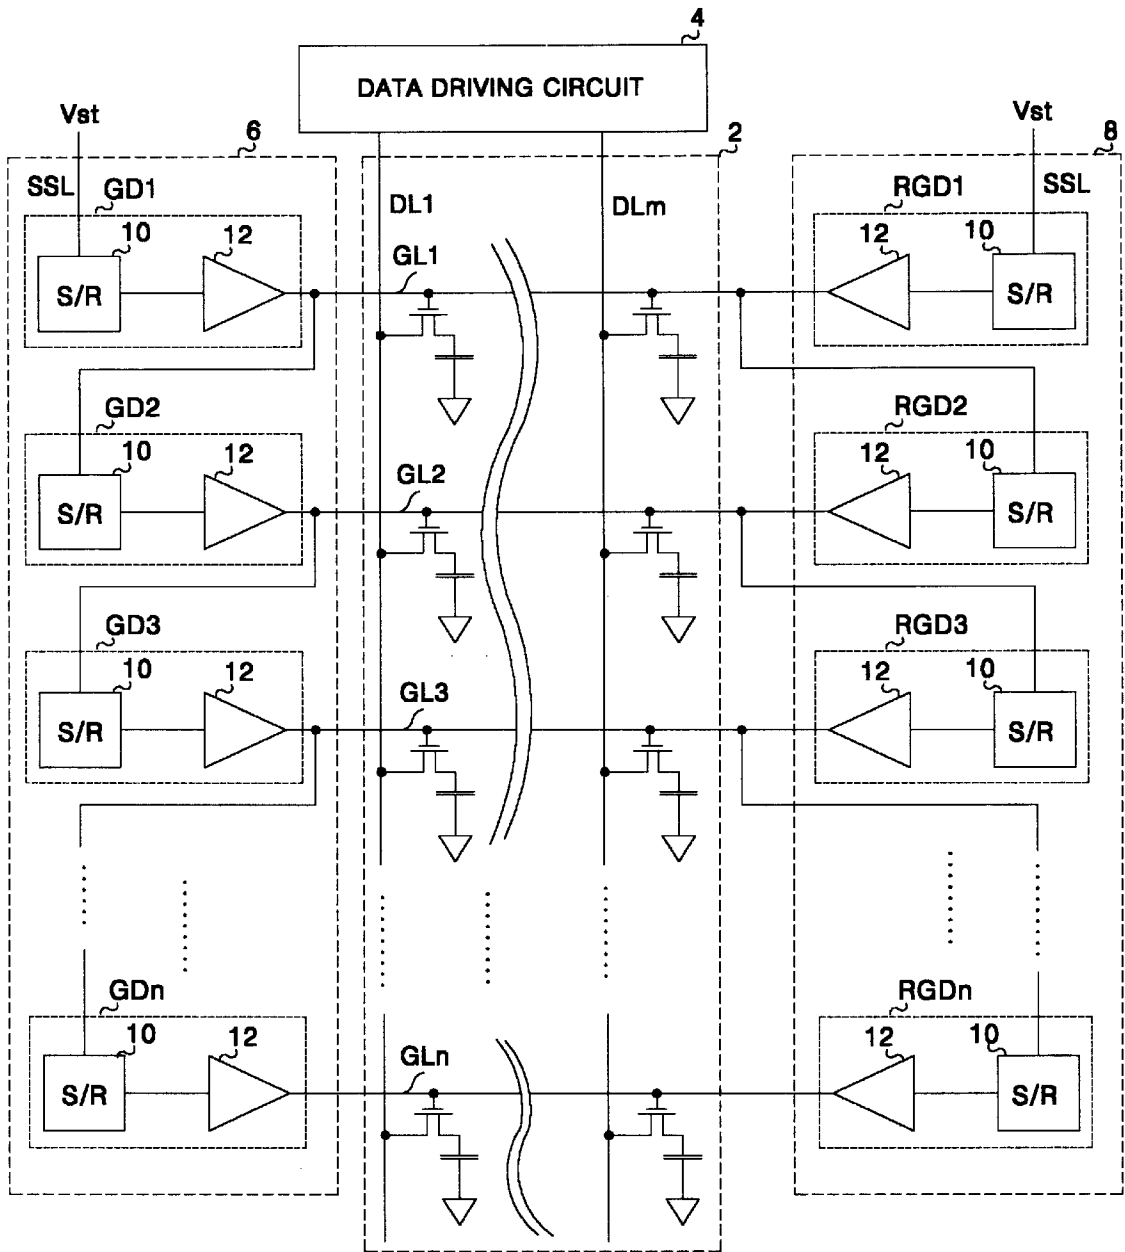 4
DATA DRIVING CIRCUIT
Vst
6
2
Vst
8
SSL
GD1
DL1
DLm
RGD1
SSL
10
12
GL1
12
10
S/R
S/R
GD2
RGD2
10
12
GL2
12
10
S/R
S/R
GD3
RGD3
10
12
GL3
12
10
S/R
S/R
GDn
RGDn
10
12
GLn
12
10
S/R
S/R